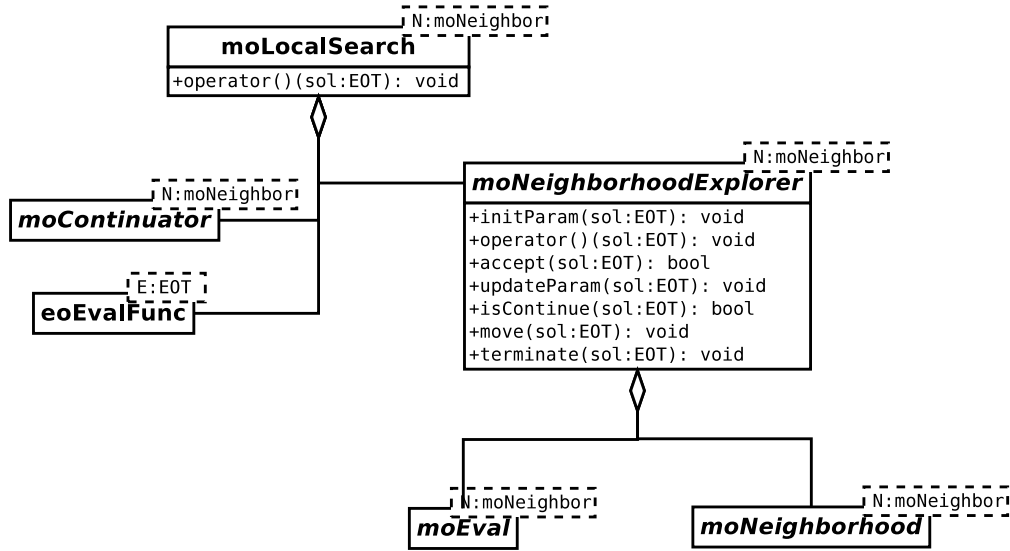 N:moNeighbor
moLocalSearch
+operator()(sol:EOT): void
N:moNeighbor
moNeighborhoodExplorer
+initParam(sol:EOT): void
+operator()(sol:EOT): void
+accept(sol:EOT): bool
+updateParam(sol:EOT): void
+isContinue(sol:EOT): bool
+move(sol:EOT): void
+terminate(sol:EOT): void
N:moNeighbor
moContinuator
E:EOT
eoEvalFunc
N:moNeighbor
moEval
N:moNeighbor
moNeighborhood